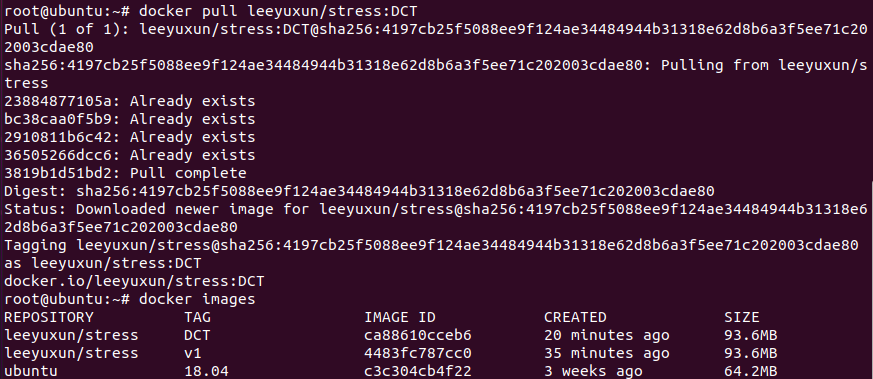 root@ubuntu:~# docker pull leeyuxun/stress:DCT
Pull (1 of 1): leeyuxun/stress:DCT@sha256:4197cb25f5088ee9f124ae34484944b31318e62d8b6a3f5ee71c20
2003cdae80
sha256:4197cb25f5088ee9f124ae34484944b31318e62d8b6a3f5ee71c202003cdae80: Pulling from leeyuxun/s
tress
23884877105a: Already exists
bc38caa0f5b9: Already exists
2910811b6c42: Already exists
36505266dcc6: Already exists
3819b1d51bd2: Pull complete
Digest: sha256:4197cb25f5088ee9f124ae34484944b31318e62d8b6a3f5ee71c202003cdae80
Status: Downloaded newer image for leeyuxun/stress@sha256:4197cb25f5088ee9f124ae34484944b31318e6
2d8b6a3f5ee71c202003cdae80
Tagging leeyuxun/stress@sha256:4197cb25f5088ee9f124ae34484944b31318e62d8b6a3f5ee71c202003cdae80
as leeyuxun/stress:DCT
docker.io/leeyuxun/stress:DCT
root@ubuntu:~# docker images
REPOSITORY TAG IMAGE ID CREATED SIZE
leeyuxun/stress DCT ca88610cceb6 20 minutes ago 93.6MB
leeyuxun/stress v1 4483fc787cc0 35 minutes ago 93.6MB
ubuntu 18.04 c3c304cb4f22 3 weeks ago 64.2MB